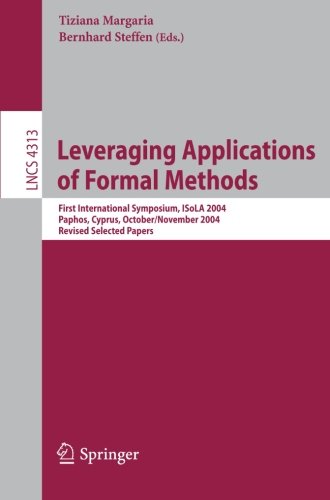 Tiziana Margaria
Bernhard Steffen (Eds.)
LNCS 4313
Leveraging Applications
of Formal Methods
First International Symposium, ISoLA 2004
Paphos, Cyprus, October/November 2004
Revised Selected Papers
Springer